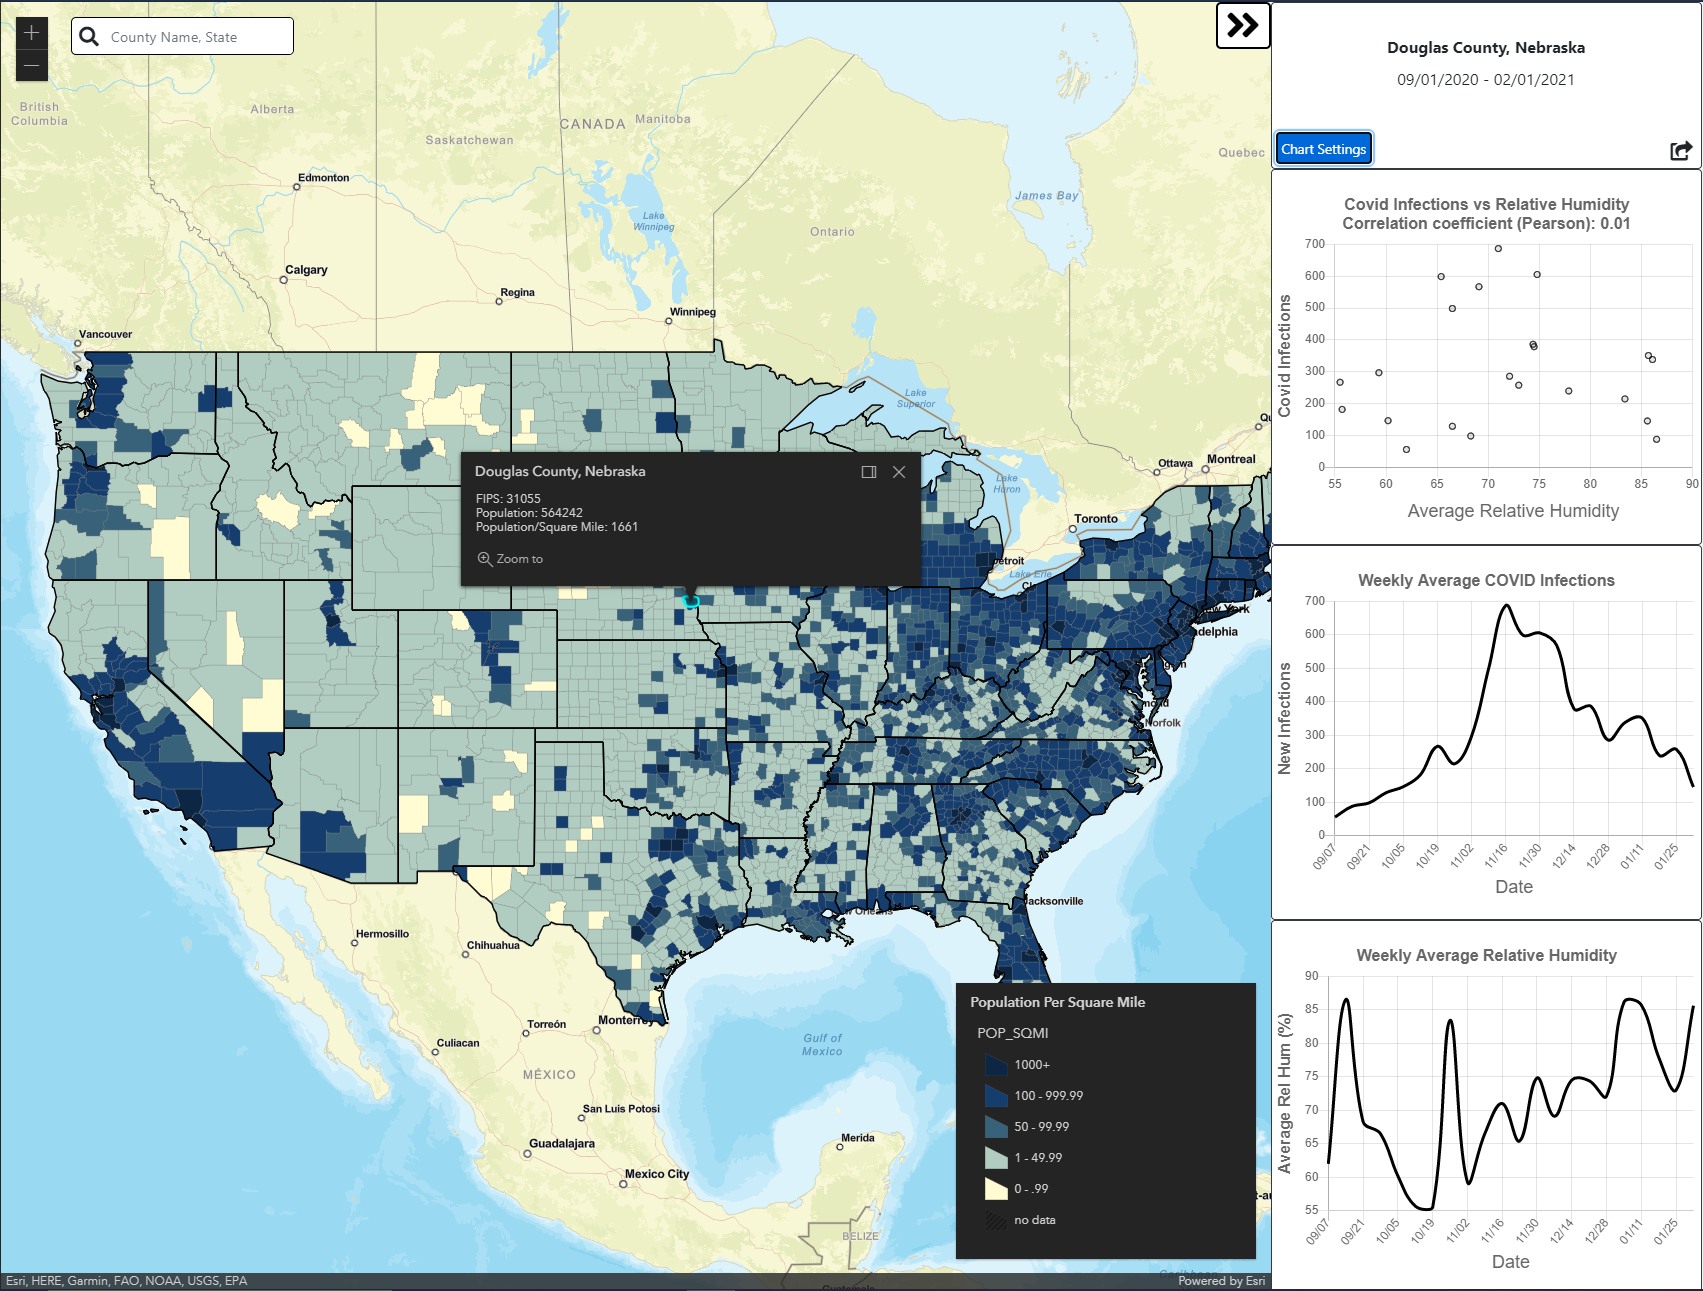 County Name, State
British
Columbia
Alberta
Saskatchewan
CANADA
Manitoba
Ontario
Quebec
James Bay
Lake
Winnipeg
Edmonton
Calgary
Regina
Winnipeg
Vancouver
Lake
Superior
Lake
Huron
Ottawa
Montreal
Toronto
Lake Erie
Jacksonville
Norfolk
Hermosillo
Chihuahua
Torreón
Monterrey
Culiacan
MÉXICO
San Luis Potosi
Guadalajara
Mexico City
Merida
Gulf of
Mexico
BELIZE
Douglas County, Nebraska
FIPS: 31055
Population: 564242
Population/Square Mile: 1661
Zoom to
Population Per Square Mile
POP_SQMI
1000+
100 - 999.99
50 - 99.99
1 - 49.99
0 - .99
no data
Esri, HERE, Garmin, FAO, NOAA, USGS, EPA
Powered by Esri
Douglas County, Nebraska
09/01/2020 - 02/01/2021
Chart Settings
Covid Infections vs Relative Humidity
Correlation coefficient (Pearson): 0.01
Covid Infections
700
600
500
400
300
200
100
0
55 60 65 70 75 80 85 90
Average Relative Humidity
Weekly Average COVID Infections
New Infections
700
600
500
400
300
200
100
0
09/07 09/21 10/05 10/19 11/02 11/16 11/30 12/14 12/28 01/11 01/25
Date
Weekly Average Relative Humidity
Average Rel Hum (%)
90
85
80
75
70
65
60
55
09/07 09/21 10/05 10/19 11/02 11/16 11/30 12/14 12/28 01/11 01/25
Date